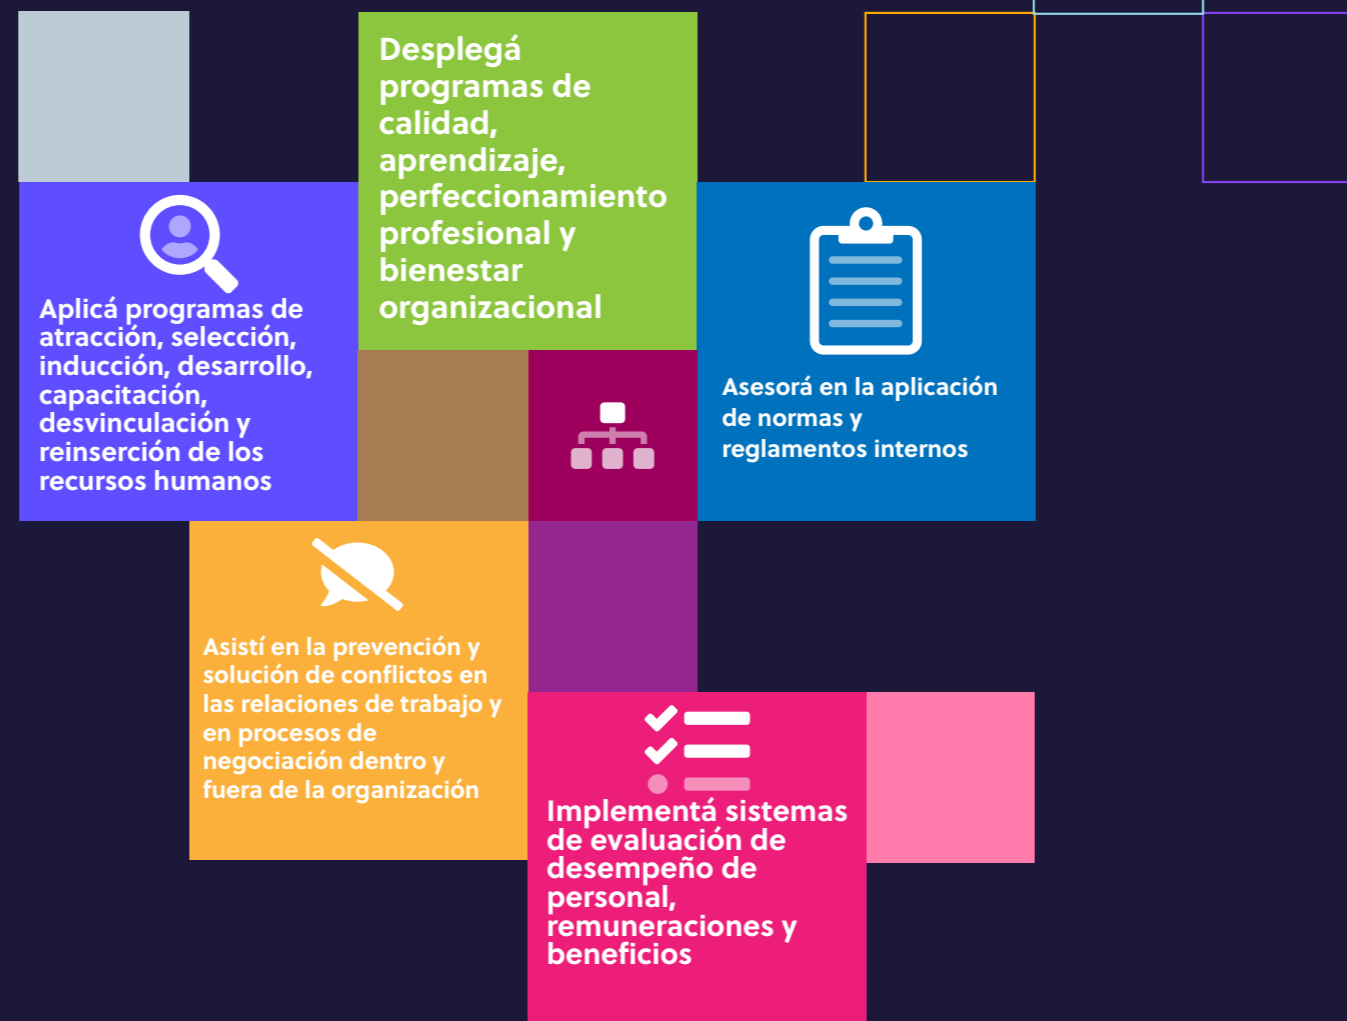 Desplegá
programas de
calidad,
aprendizaje,
perfeccionamiento
profesional y
bienestar
organizacional
Aplicá programas de
atracción, selección,
inducción, desarrollo,
capacitación,
desvinculación y
reinserción de los
recursos humanos
Asesorá en la aplicación
de normas y
reglamentos internos
Asistí en la prevención y
solución de conflictos en
las relaciones de trabajo y
en procesos de
negociación dentro y
fuera de la organización
Implementá sistemas
de evaluación de
desempeño de
personal,
remuneraciones y
beneficios